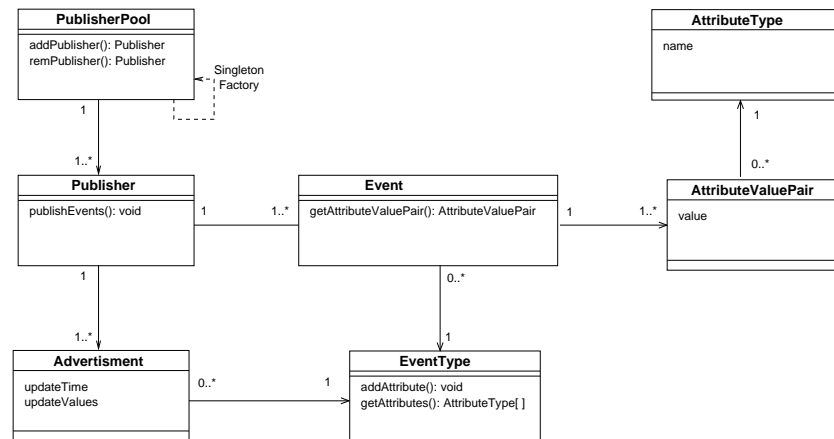 PublisherPool
addPublisher(): Publisher
remPublisher(): Publisher
Singleton
Factory
AttributeType
name
1
1..*
1
0..*
Publisher
publishEvents(): void
1
1..*
Event
getAttributeValuePair(): AttributeValuePair
1
1..*
AttributeValuePair
value
1
1..*
0..*
1
Advertisment
updateTime
updateValues
0..*
1
EventType
addAttribute(): void
getAttributes(): AttributeType[ ]